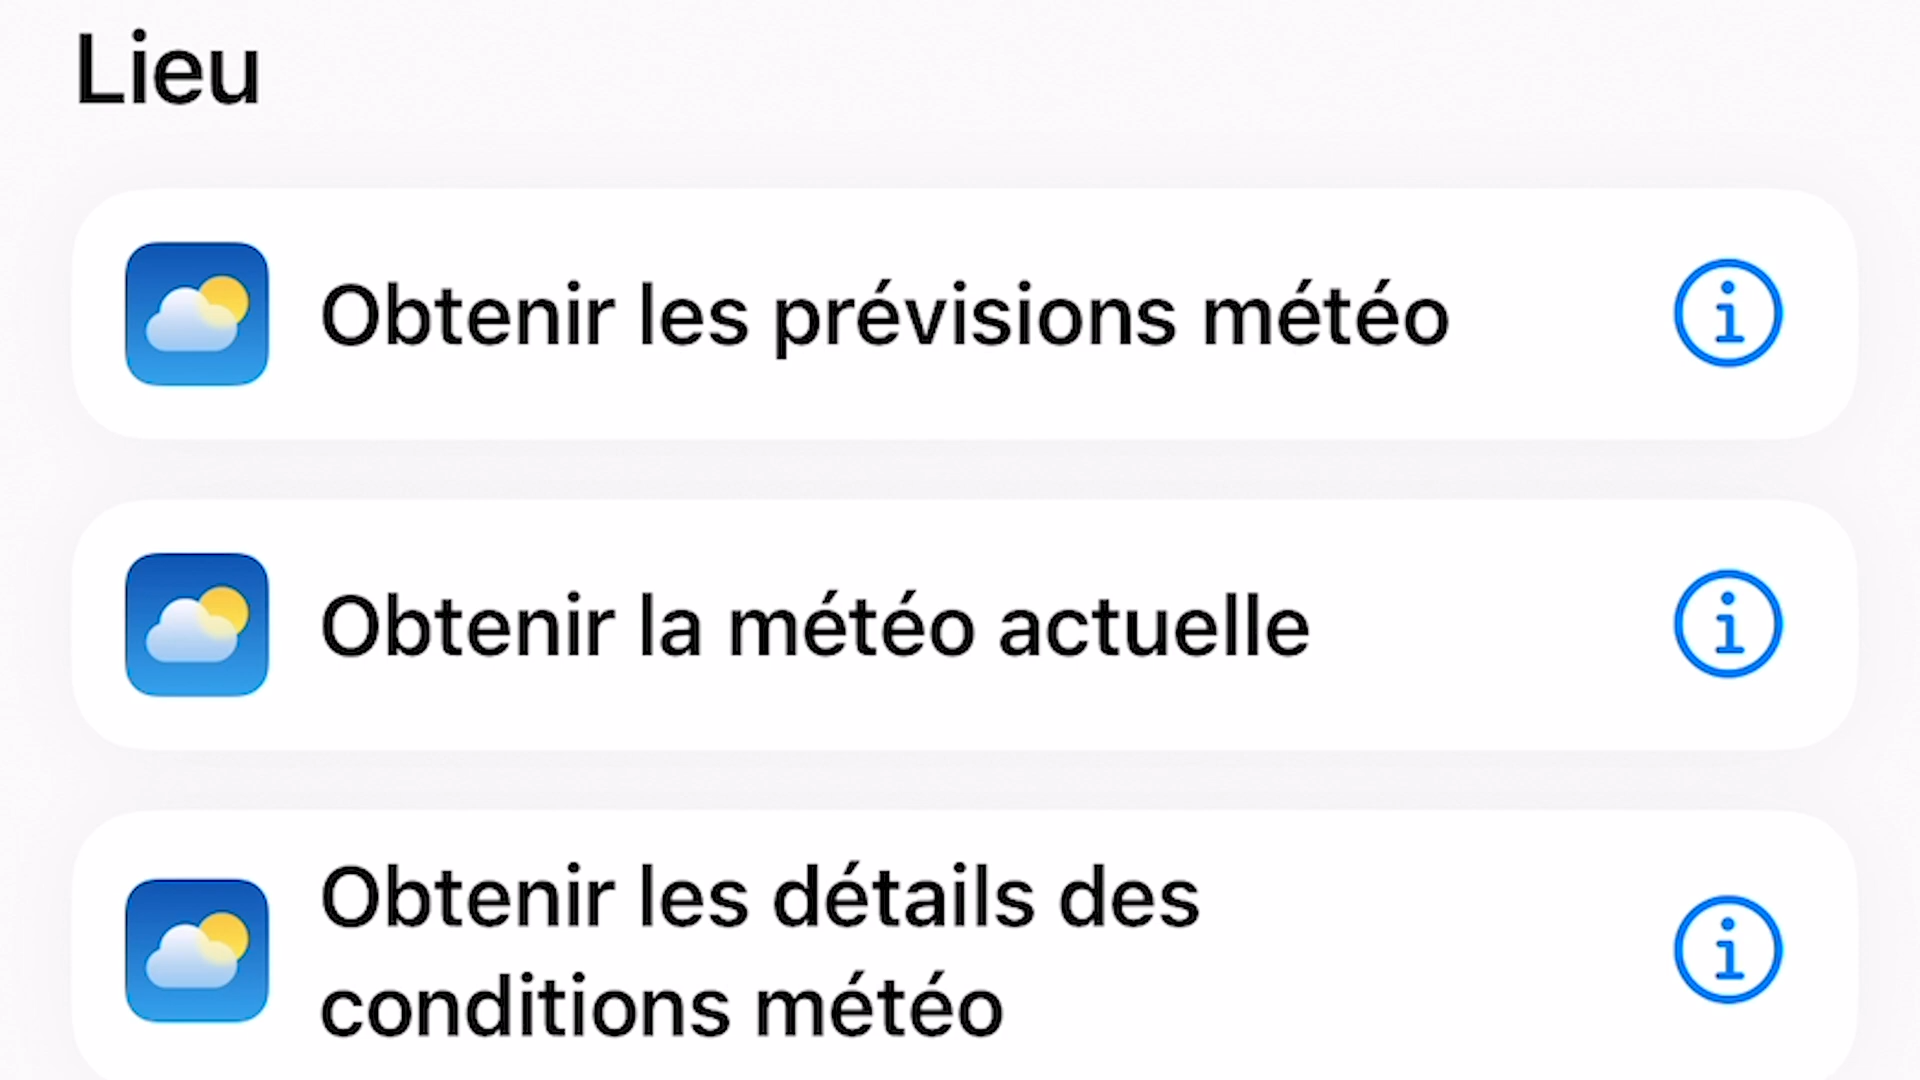 Lieu
Obtenir les prévisions météo
Obtenir la météo actuelle
Obtenir les détails des
conditions météo